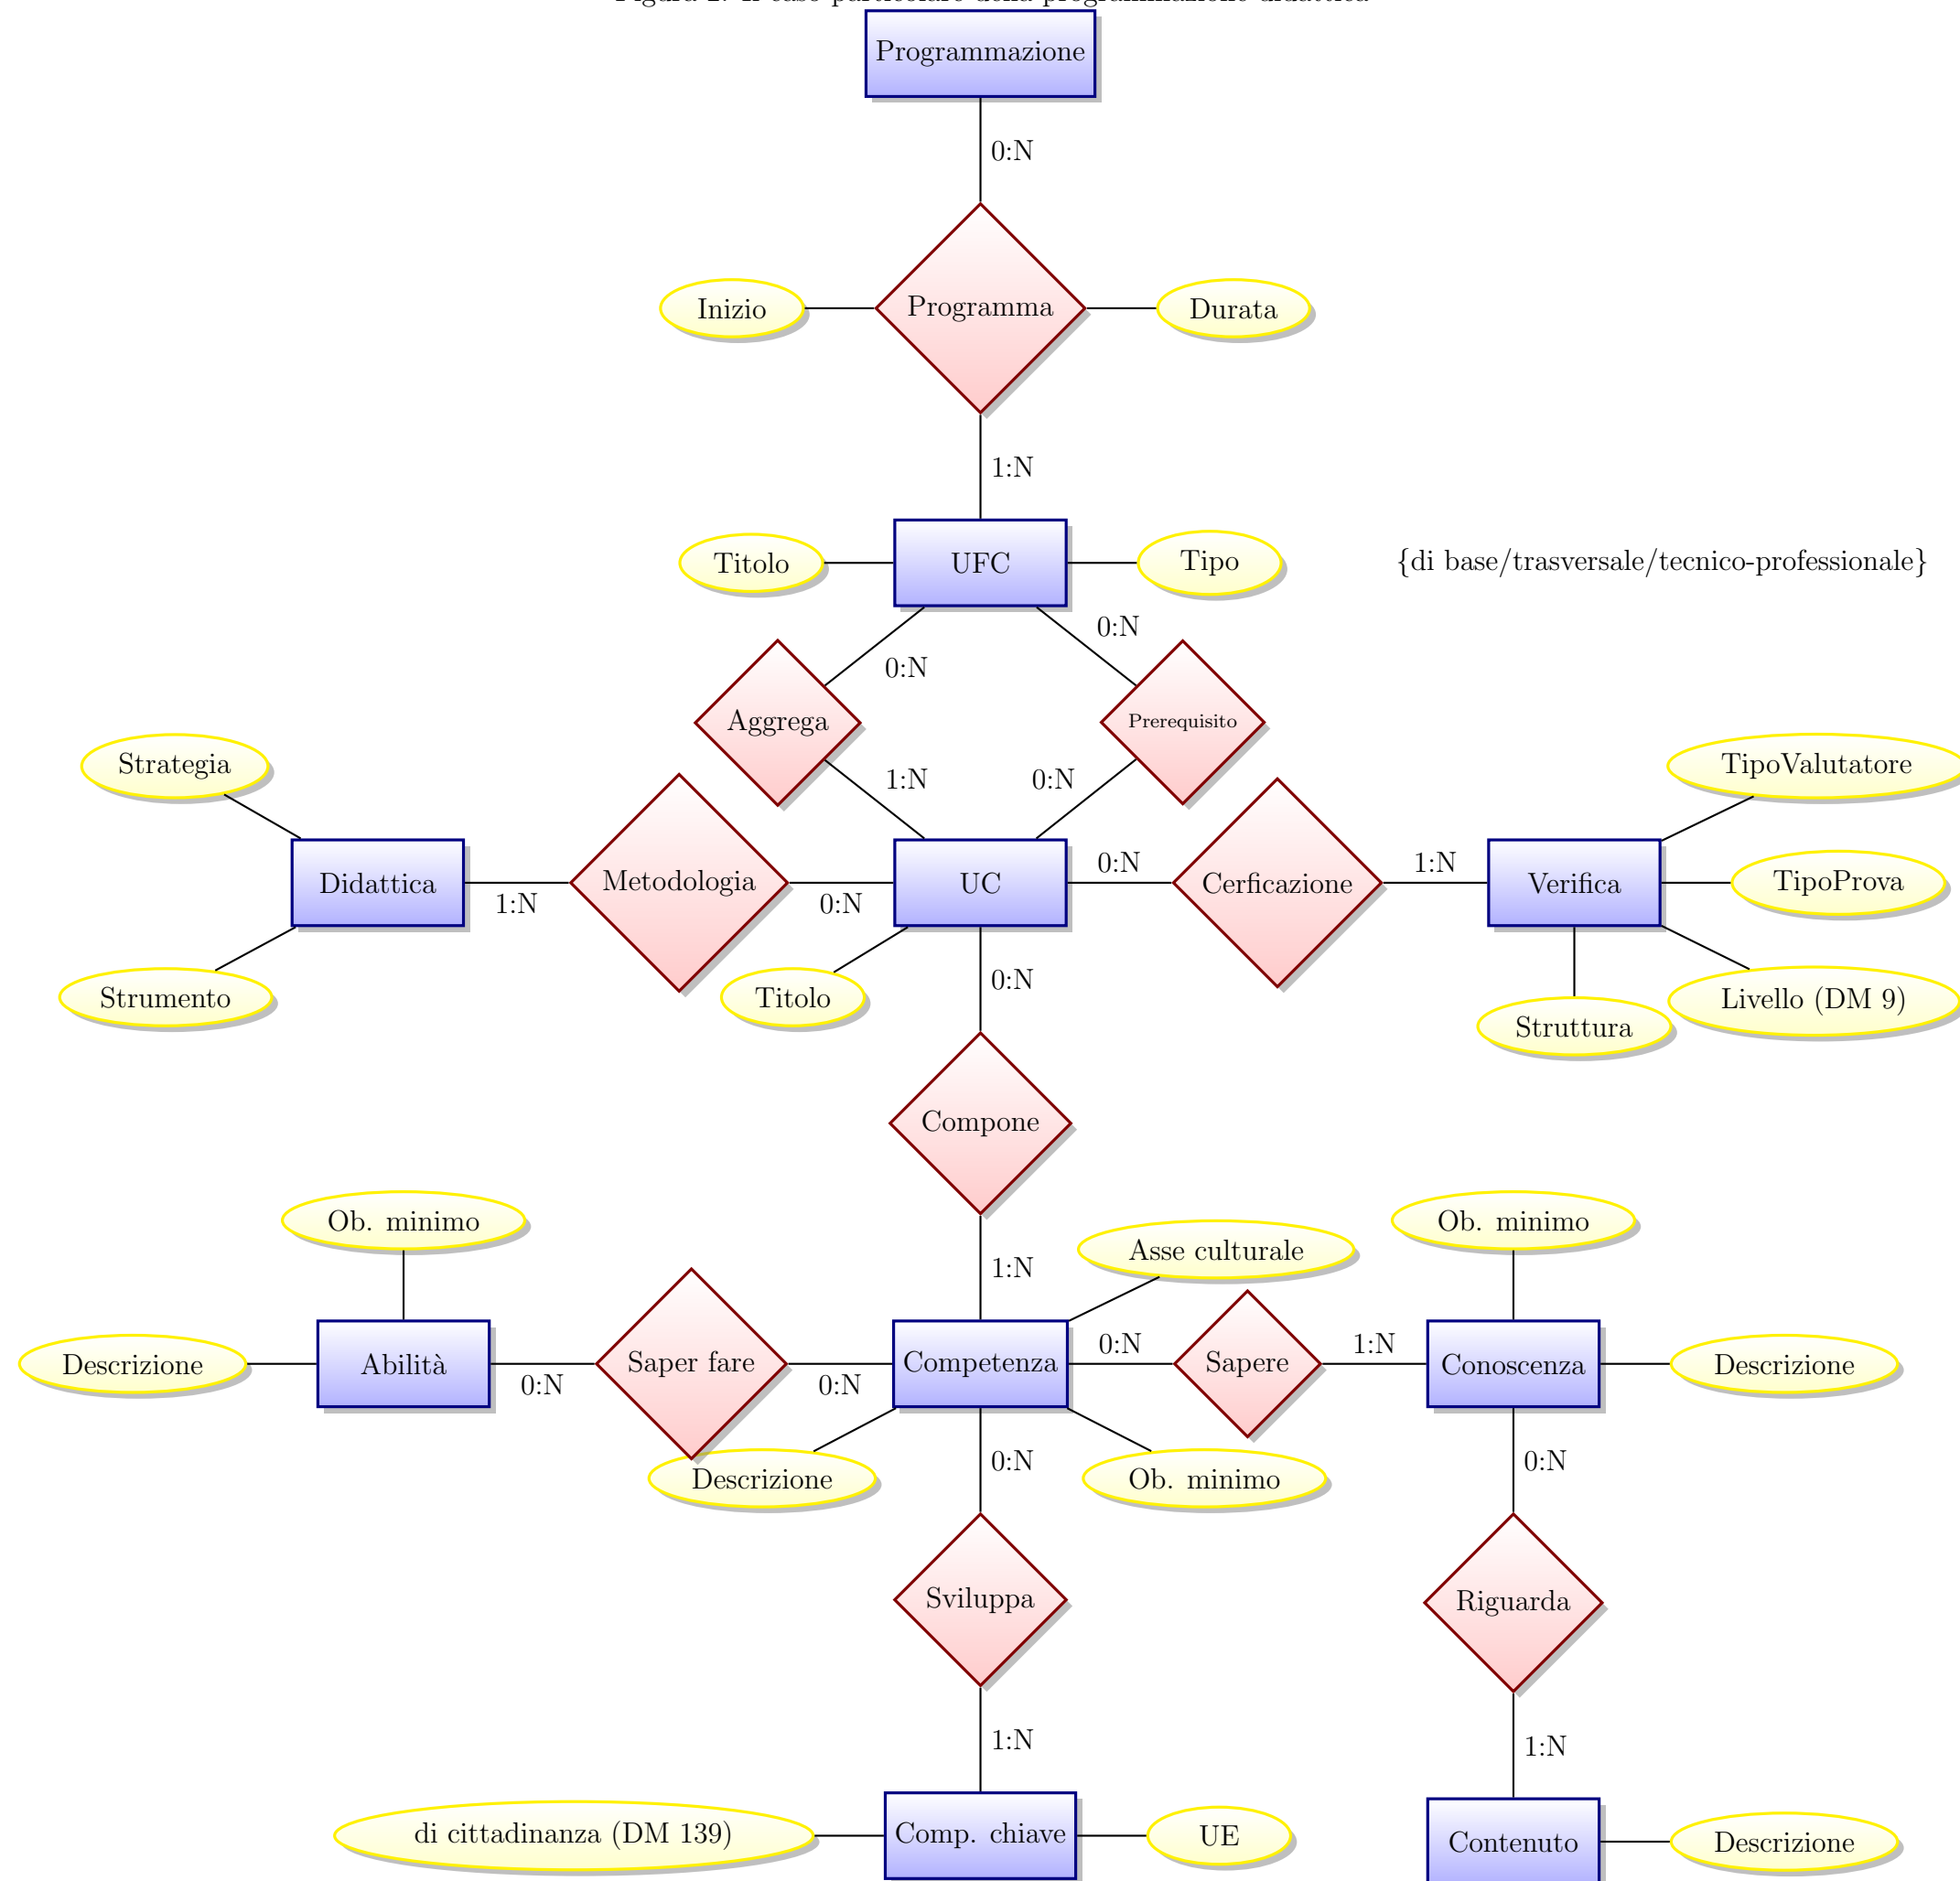 Programmazione
0:N
Inizio
Programma
Durata
1:N
Titolo
UFC
Tipo
{di base/trasversale/tecnico-professionale}
0:N
0:N
Aggrega
Prerequisito
Strategia
1:N
0:N
TipoValutatore
Didattica
1:N
Metodologia
0:N
UC
0:N
Cerficazione
1:N
Verifica
TipoProva
Strumento
Titolo
0:N
Struttura
Livello (DM 9)
Compone
Ob. minimo
1:N
Asse culturale
Ob. minimo
Descrizione
Abilità
0:N
Saper fare
0:N
Competenza
0:N
Sapere
1:N
Conoscenza
Descrizione
Descrizione
0:N
Ob. minimo
0:N
Sviluppa
Riguarda
1:N
1:N
di cittadinanza (DM 139)
Comp. chiave
UE
Contenuto
Descrizione